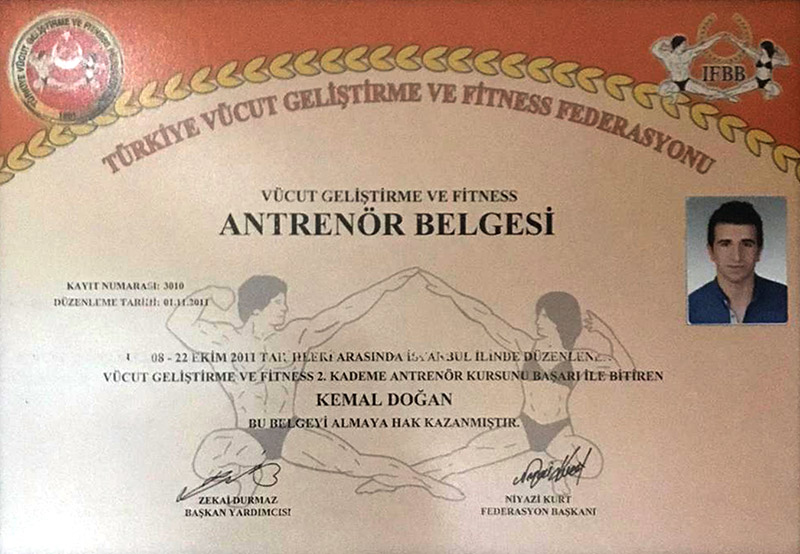 IFBB
TÜRKİYE VÜCUT GELİŞTİRME VE FİTNESS FEDERASYONU
VÜCUT GELİŞTİRME VE FİTNESS
ANTRENÖR BELGESİ
KAYIT NUMARASI: 3010
DÜZENLEME TARİHİ: 01.11.2011
08 - 22 EKİM 2011 TARİHLERİ ARASINDA İSTANBUL İLİNDE
VÜCUT GELİŞTİRME VE FİTNESS 2. KADEME ANTRENÖR KURSUNU BAŞARI İLE BİTİREN
KEMAL DOĞAN
BU BELGEYİ ALMAYA HAK KAZANMIŞTIR.
ZEKAİ DURMAZ
BAŞKAN YARDIMCISI
NİYAZİ KURT
FEDERASYON BAŞKANI